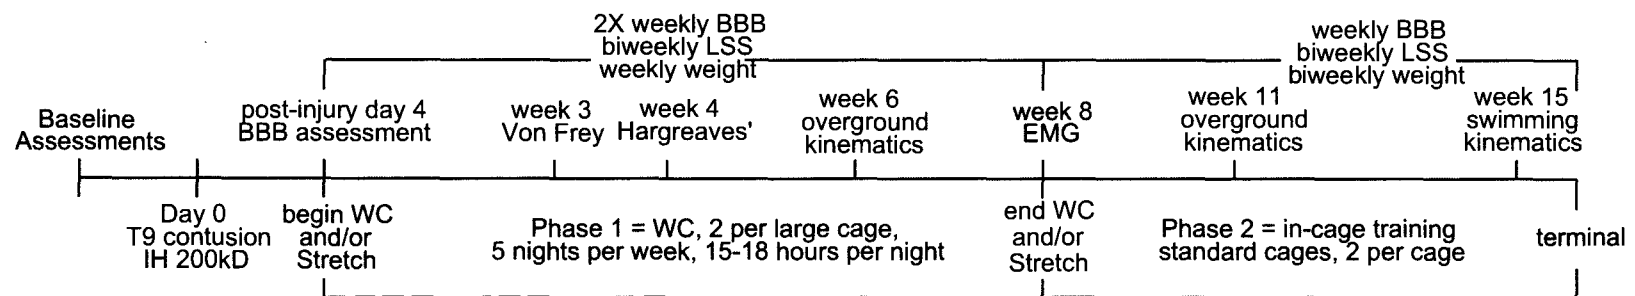 2X weekly BBB
biweekly LSS
weekly weight
weekly BBB
biweekly LSS
biweekly weight
Baseline
Assessments
post-injury day 4
BBB assessment
week 3
Von Frey
week 4
Hargreaves'
week 6
overground
kinematics
week 8
EMG
week 11
overground
kinematics
week 15
swimming
kinematics
Day 0
T9 contusion
IH 200kD
begin WC
and/or
Stretch
Phase 1 = WC, 2 per large cage,
5 nights per week, 15-18 hours per night
end WC
and/or
Stretch
Phase 2 = in-cage training
standard cages, 2 per cage
terminal